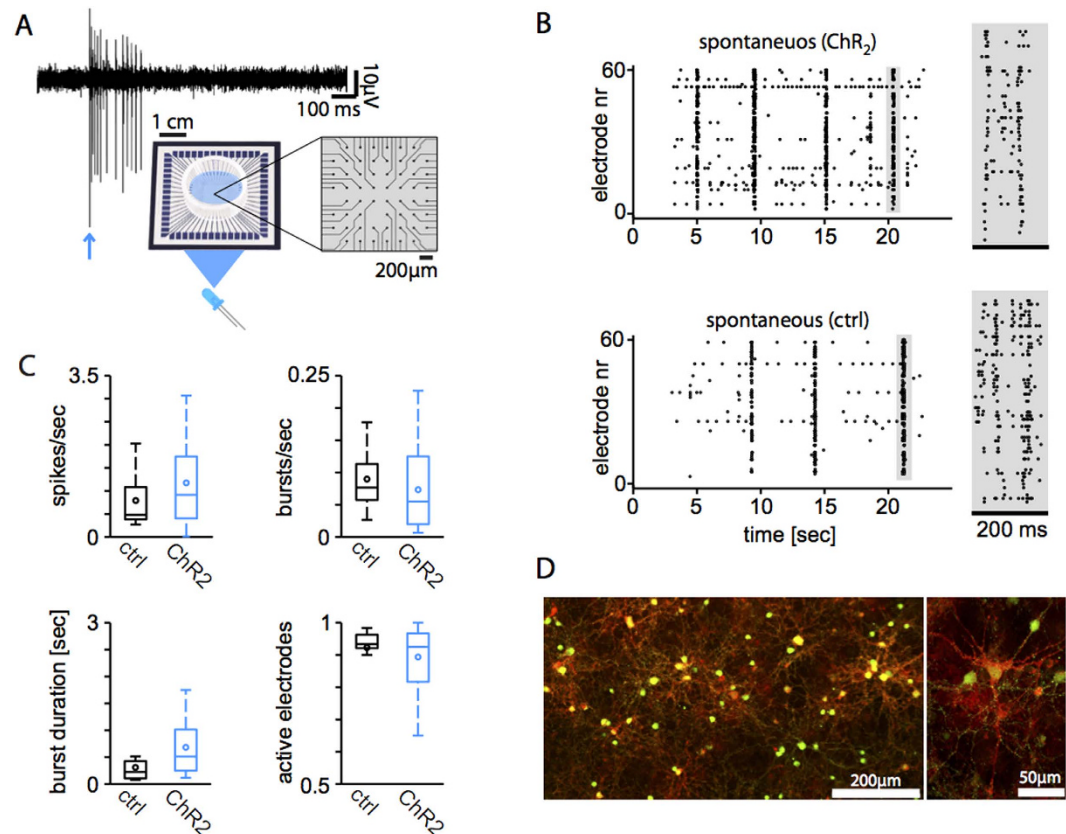 A
10μV
100 ms
1 cm
200μm
B
spontaneuos (ChR2)
electrode nr
60
0
0 5 10 15 20
spontaneous (ctrl)
electrode nr
60
0
0 5 10 15 20
time [sec]
200 ms
C
spikes/sec
3.5
0
ctrl
ChR2
bursts/sec
0.25
0
ctrl
ChR2
burst duration [sec]
3
0
ctrl
ChR2
active electrodes
1
0.5
ctrl
ChR2
D
200μm
50μm